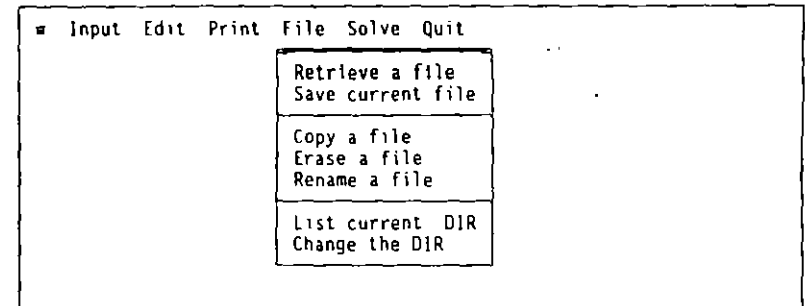 ≡ Input Edit Print File Solve Quit
Retrieve a file
Save current file
Copy a file
Erase a file
Rename a file
List current DIR
Change the DIR